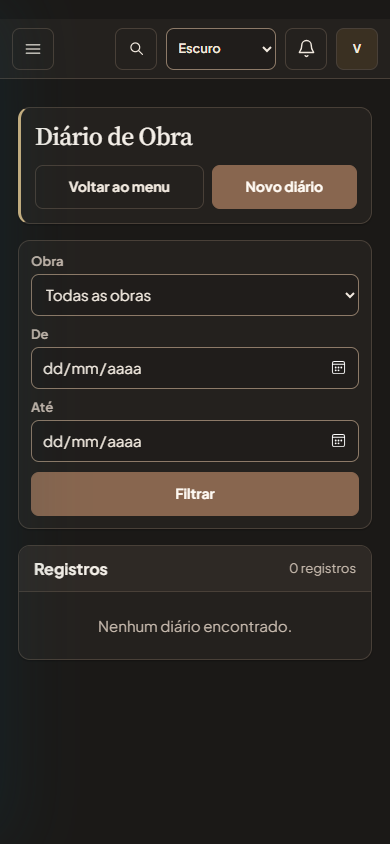 Escuro
V
Diário de Obra
Voltar ao menu
Novo diário
Obra
Todas as obras
De
dd/mm/aaaa
Até
dd/mm/aaaa
Filtrar
Registros
0 registros
Nenhum diário encontrado.